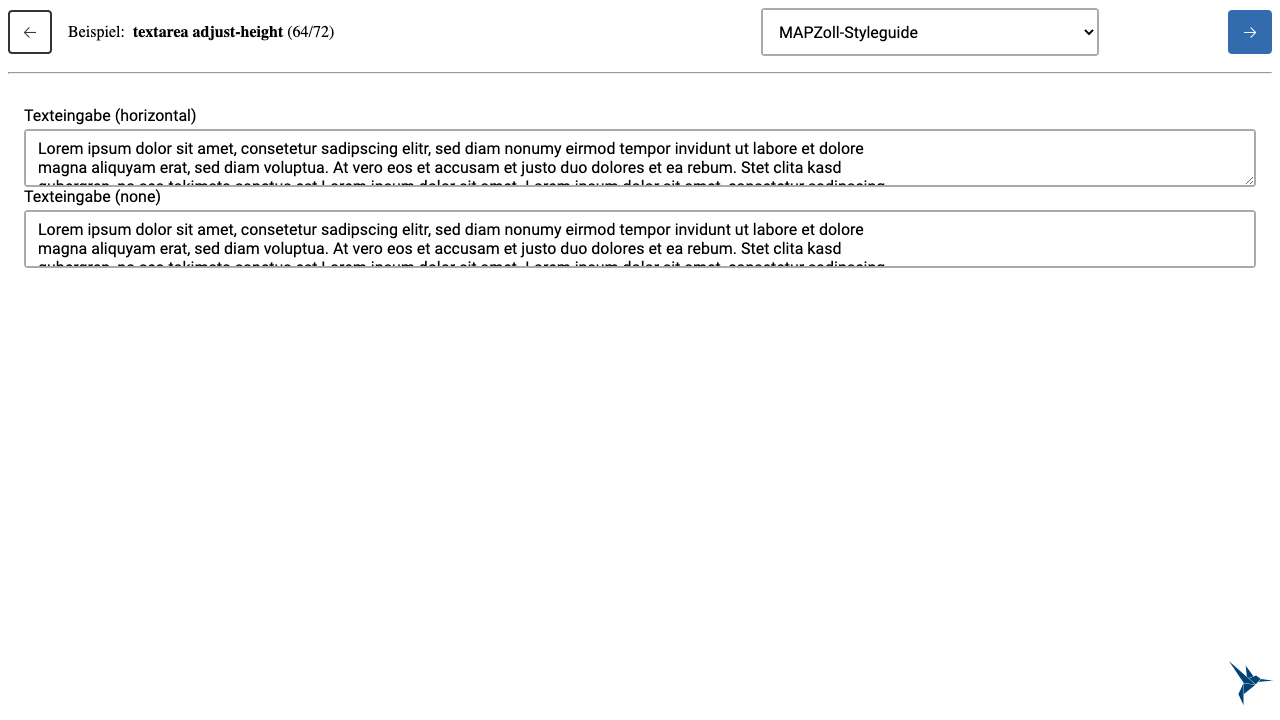 Beispiel: textarea adjust-height (64/72)
MAPZoll-Styleguide
Texteingabe (horizontal)
Lorem ipsum dolor sit amet, consetetur sadipscing elitr, sed diam nonumy eirmod tempor invidunt ut labore et dolore
magna aliquyam erat, sed diam voluptua. At vero eos et accusam et justo duo dolores et ea rebum. Stet clita kasd
Texteingabe (none)
Lorem ipsum dolor sit amet, consetetur sadipscing elitr, sed diam nonumy eirmod tempor invidunt ut labore et dolore
magna aliquyam erat, sed diam voluptua. At vero eos et accusam et justo duo dolores et ea rebum. Stet clita kasd